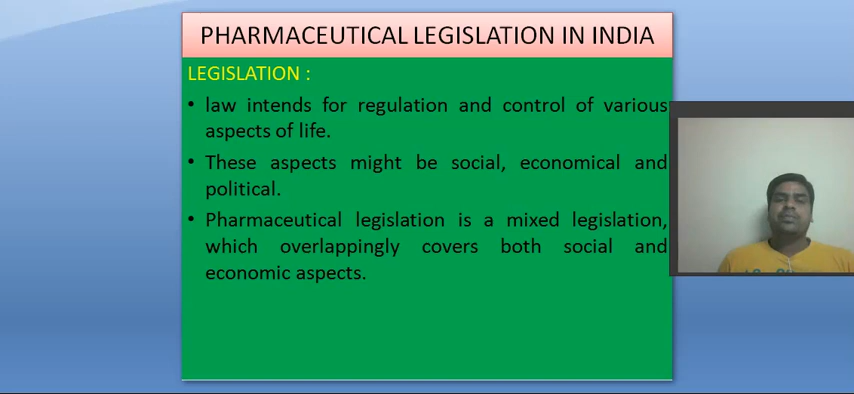 PHARMACEUTICAL LEGISLATION IN INDIA
LEGISLATION :
• law intends for regulation and control of various
aspects of life.
• These aspects might be social, economical and
political.
• Pharmaceutical legislation is a mixed legislation,
which overlappingly covers both social and
economic aspects.